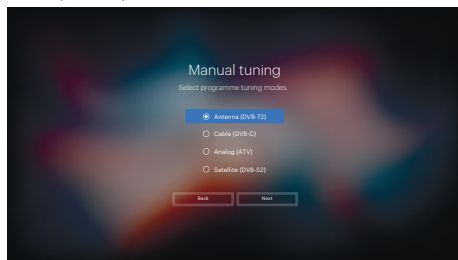 Manual tuning
Select programme tuning modes.
Antenna (DVB-T2)
Cable (DVB-C)
Analog (ATV)
Satellite (DVB-S2)
Back Next